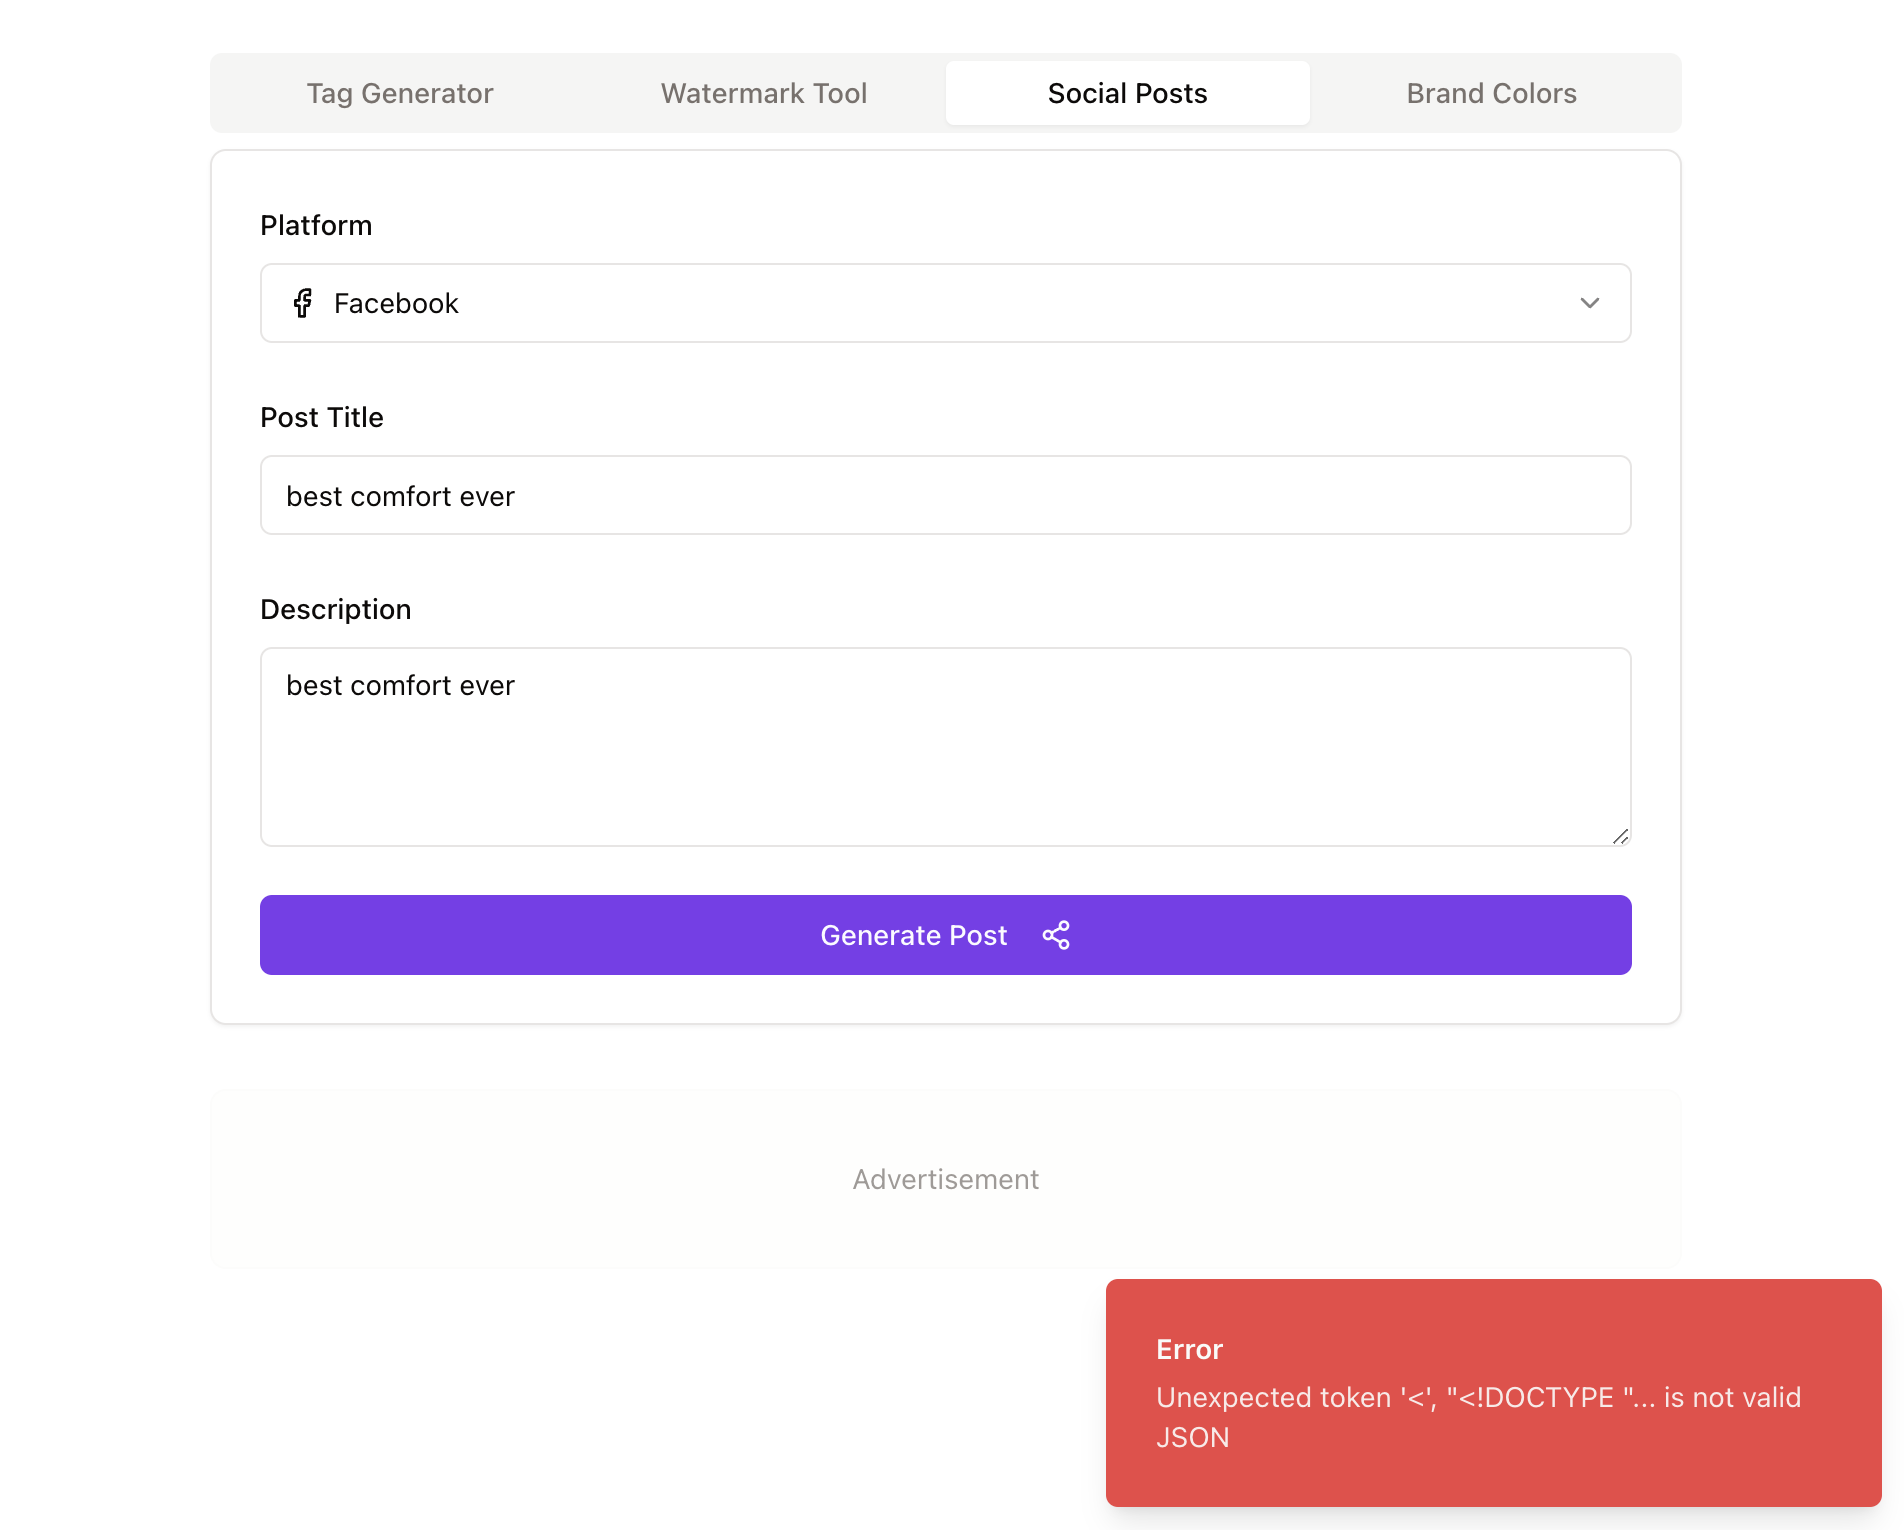 Tag Generator
Watermark Tool
Social Posts
Brand Colors
Platform
Facebook
Post Title
best comfort ever
Description
best comfort ever
Generate Post
Advertisement
Error
Unexpected token '<', "<!DOCTYPE "... is not valid
JSON